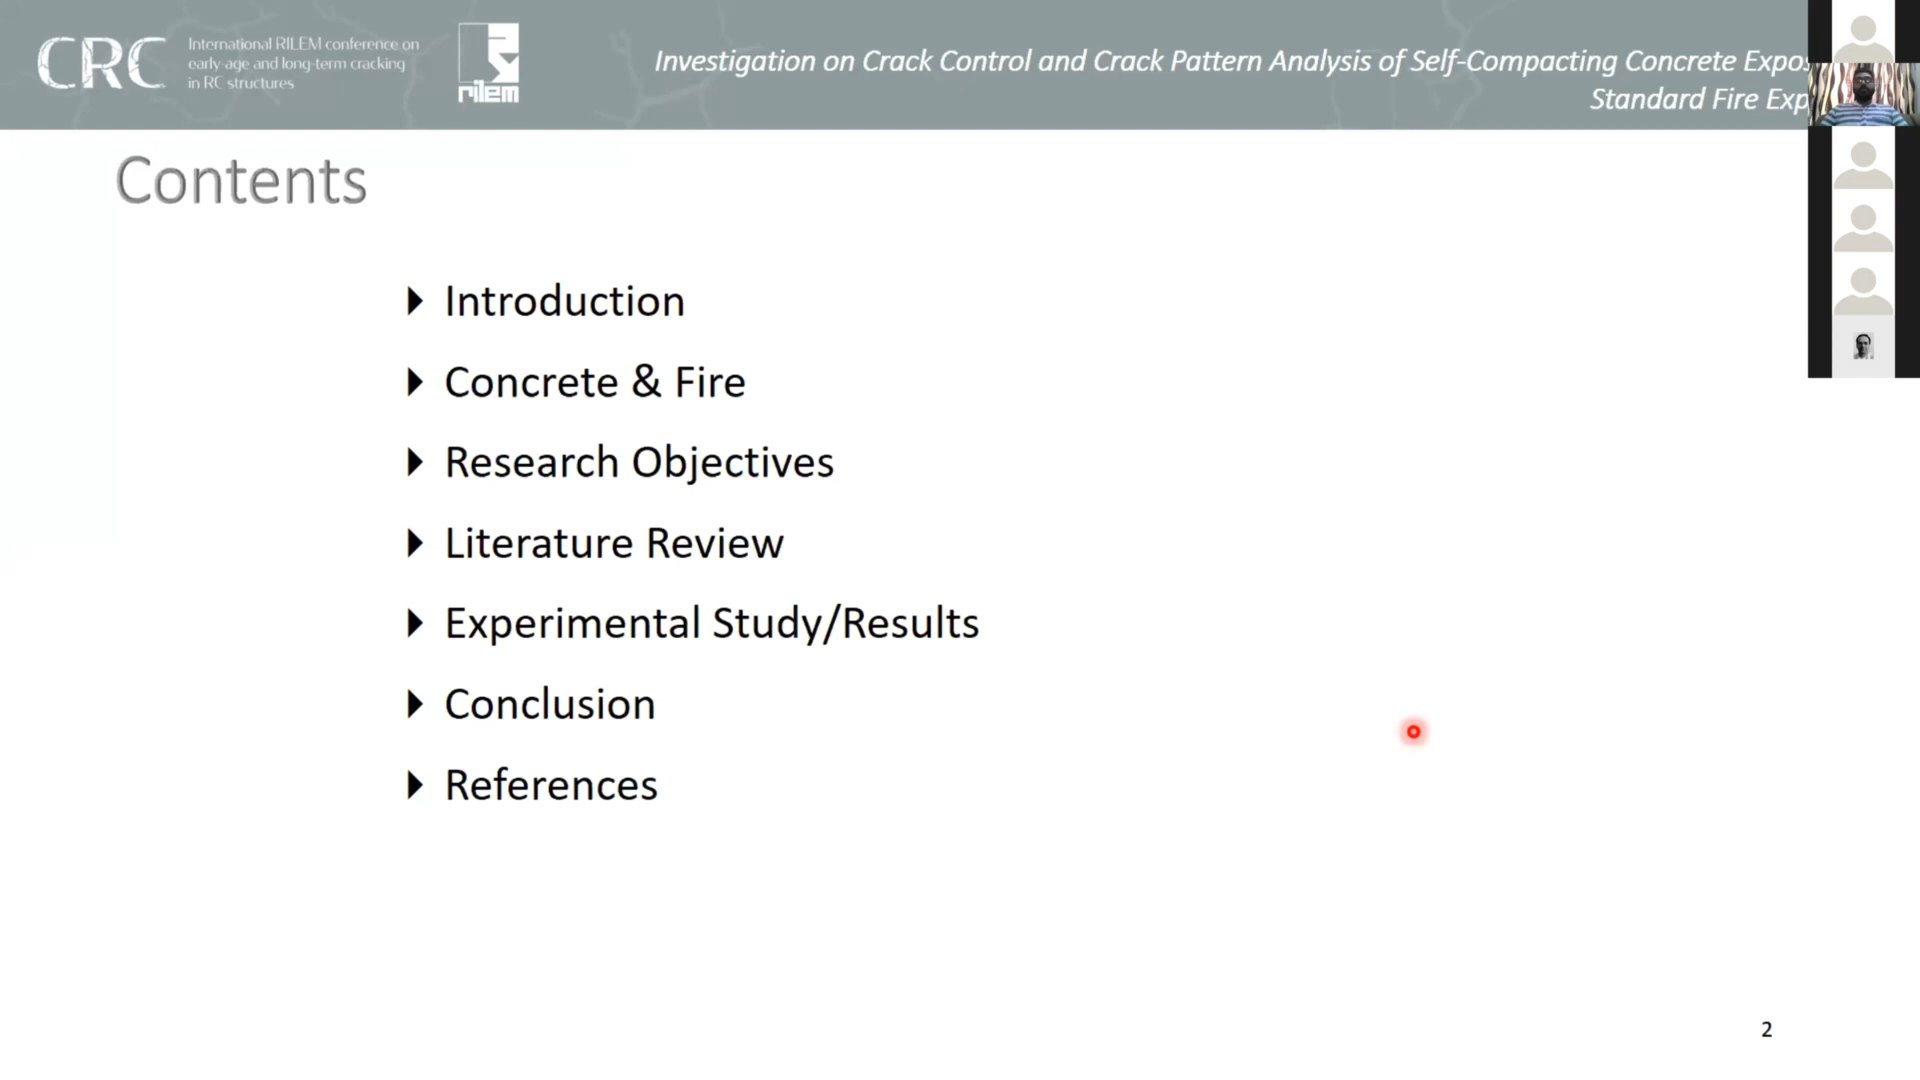 CRC
International RILEM conference on
early-age and long-term cracking
in RC structures
rilem
Investigation on Crack Control and Crack Pattern Analysis of Self-Compacting Concrete
Standard Fire
Contents
Introduction
Concrete & Fire
Research Objectives
Literature Review
Experimental Study/Results
Conclusion
References
2